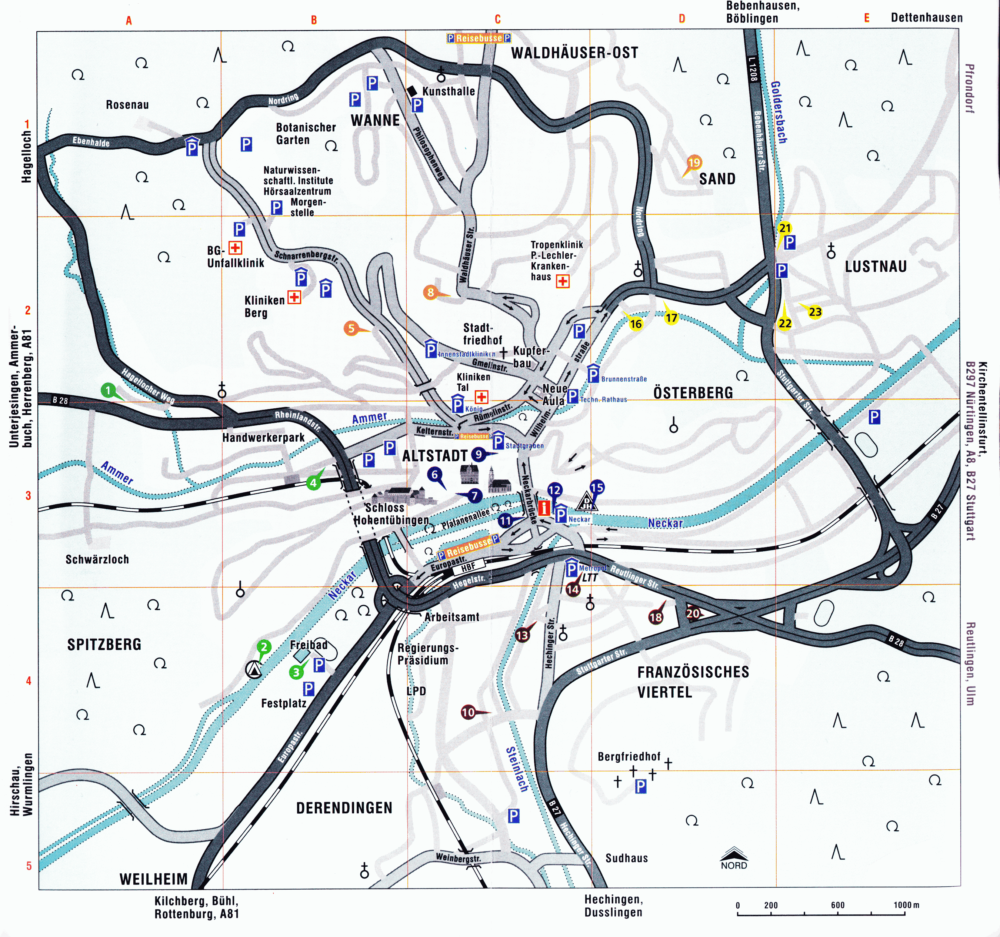 Bebenhausen,
Böblingen
Dettenhausen
A
B
C
D
E
P Reisebusse P
WALDHÄUSER-OST
L 1208
Goldersbach
Pfrondorf
Rosenau
Nordring
Kunsthalle
P
P
P
WANNE
Bebenhäuser Str.
1
Hagelloch
Ebenhalde
P
P
Botanischer
Garten
Philosophenweg
19
SAND
Naturwissen-
schaftl. Institute
Hörsaalzentrum
P
Morgen-
stelle
Nordring
P
BG-
Unfallklinik
Schnarrenbergstr.
Waldhäuser Str.
Tropenklinik
P.-Lechler-
Kranken-
haus
21
P
P
LUSTNAU
P
P
Kliniken
Berg
8
2
5
16
17
22
23
Unterjesingen, Ammer-
buch, Herrenberg, A81
Stadt-
friedhof
P
Innenstadtkliniken
Kupfer-
bau
Gmelinstr.
P
straße
P
Brunnenstraße
Kliniken
Tal
P
König
Neue
Aula
P
Techn. Rathaus
ÖSTERBERG
Stuttgarter Str.
Kirchentellinsfurt,
B297 Nürtingen, A8, B27 Stuttgart
1
Hagellocher Weg
B 28
Rheinlandstr.
Ammer
Rümelinstr.
Wilhelm-
P
Handwerkerpark
Kelternstr.
P Reisebusse P
P
Stadtgraben
P
P
ALTSTADT
9
Ammer
4
6
7
Neckarbrücke
12
15
D
JH
3
i
P
Neckar
11
Schloss
Hohentübingen
Platanenallee
Neckar
B 27
P Reisebusse P
Schwärzloch
Europastr.
HBF
Hegelstr.
P
Metropol
LTT
14
Reutlinger Str.
Neckar
Arbeitsamt
18
20
13
Hechinger Str.
B 28
Reutlingen, Ulm
SPITZBERG
2
Freibad
3
P
P
Festplatz
Regierungs-
Präsidium
LPD
Stuttgarter Str.
FRANZÖSISCHES
VIERTEL
4
10
Europastr.
Steinlach
Bergfriedhof
P
Hirschau,
Wurmlingen
DERENDINGEN
P
B 27
Hechinger Str.
Weinbergstr.
Sudhaus
NORD
5
WEILHEIM
Kilchberg, Bühl,
Rottenburg, A81
Hechingen,
Dusslingen
0 200 600 1000 m